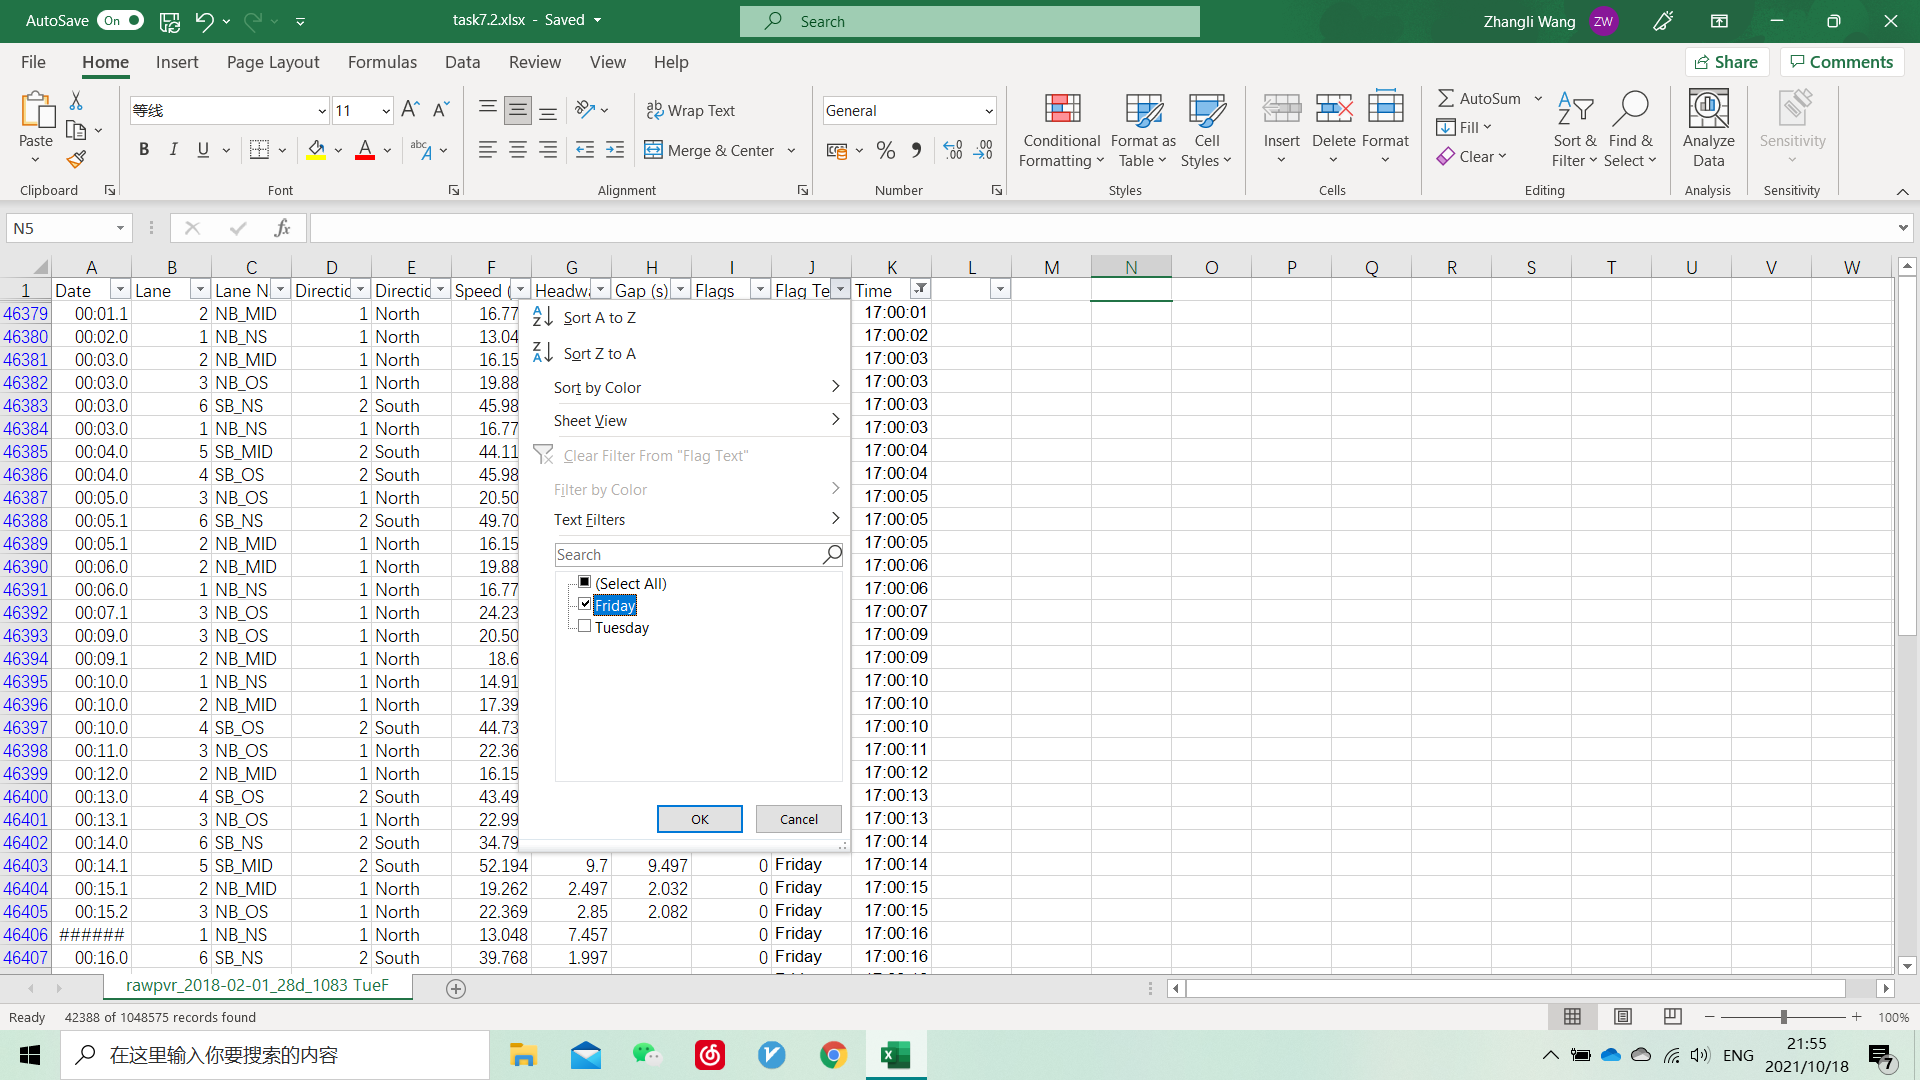 AutoSave On task7.2.xlsx - Saved Search Zhangli Wang ZW
File Home Insert Page Layout Formulas Data Review View Help Share Comments
等线 11 Wrap Text General AutoSum
Paste Conditional Format as Cell Insert Delete Format Fill Sort & Find & Analyze Sensitivity
B I U Merge & Center Formatting Table Styles Clear Filter Select Data
Clipboard Font Alignment Number Styles Cells Editing Analysis Sensitivity
N5 fx
A B C D E F G H I J K L M N O P Q R S T U V W
1 Date Lane Lane N Directic Directic Speed ( Headwa Gap (s) Flags Flag Te Time
46379 00:01.1 2 NB_MID 1 North 16.77 17:00:01
46380 00:02.0 1 NB_NS 1 North 13.04 17:00:02
46381 00:03.0 2 NB_MID 1 North 16.15 17:00:03
46382 00:03.0 3 NB_OS 1 North 19.88 17:00:03
46383 00:03.0 6 SB_NS 2 South 45.98 17:00:03
46384 00:03.0 1 NB_NS 1 North 16.77 17:00:03
46385 00:04.0 5 SB_MID 2 South 44.11 17:00:04
46386 00:04.0 4 SB_OS 2 South 45.98 17:00:04
46387 00:05.0 3 NB_OS 1 North 20.50 17:00:05
46388 00:05.1 6 SB_NS 2 South 49.70 17:00:05
46389 00:05.1 2 NB_MID 1 North 16.15 17:00:05
46390 00:06.0 2 NB_MID 1 North 19.88 17:00:06
46391 00:06.0 1 NB_NS 1 North 16.77 17:00:06
46392 00:07.1 3 NB_OS 1 North 24.23 17:00:07
46393 00:09.0 3 NB_OS 1 North 20.50 17:00:09
46394 00:09.1 2 NB_MID 1 North 18.6 17:00:09
46395 00:10.0 1 NB_NS 1 North 14.91 17:00:10
46396 00:10.0 2 NB_MID 1 North 17.39 17:00:10
46397 00:10.0 4 SB_OS 2 South 44.73 17:00:10
46398 00:11.0 3 NB_OS 1 North 22.36 17:00:11
46399 00:12.0 2 NB_MID 1 North 16.15 17:00:12
46400 00:13.0 4 SB_OS 2 South 43.49 17:00:13
46401 00:13.1 3 NB_OS 1 North 22.99 17:00:13
46402 00:14.0 6 SB_NS 2 South 34.79 17:00:14
46403 00:14.1 5 SB_MID 2 South 52.194 9.7 9.497 0 Friday 17:00:14
46404 00:15.1 2 NB_MID 1 North 19.262 2.497 2.032 0 Friday 17:00:15
46405 00:15.2 3 NB_OS 1 North 22.369 2.85 2.082 0 Friday 17:00:15
46406 ###### 1 NB_NS 1 North 13.048 7.457 0 Friday 17:00:16
46407 00:16.0 6 SB_NS 2 South 39.768 1.997 0 Friday 17:00:16
Sort A to Z
Sort Z to A
Sort by Color
Sheet View
Clear Filter From "Flag Text"
Filter by Color
Text Filters
Search
(Select All)
Friday
Tuesday
OK Cancel
rawpvr_2018-02-01_28d_1083 TueF
Ready 42388 of 1048575 records found 100%
在这里输入你要搜索的内容 ENG 21:55
2021/10/18 7